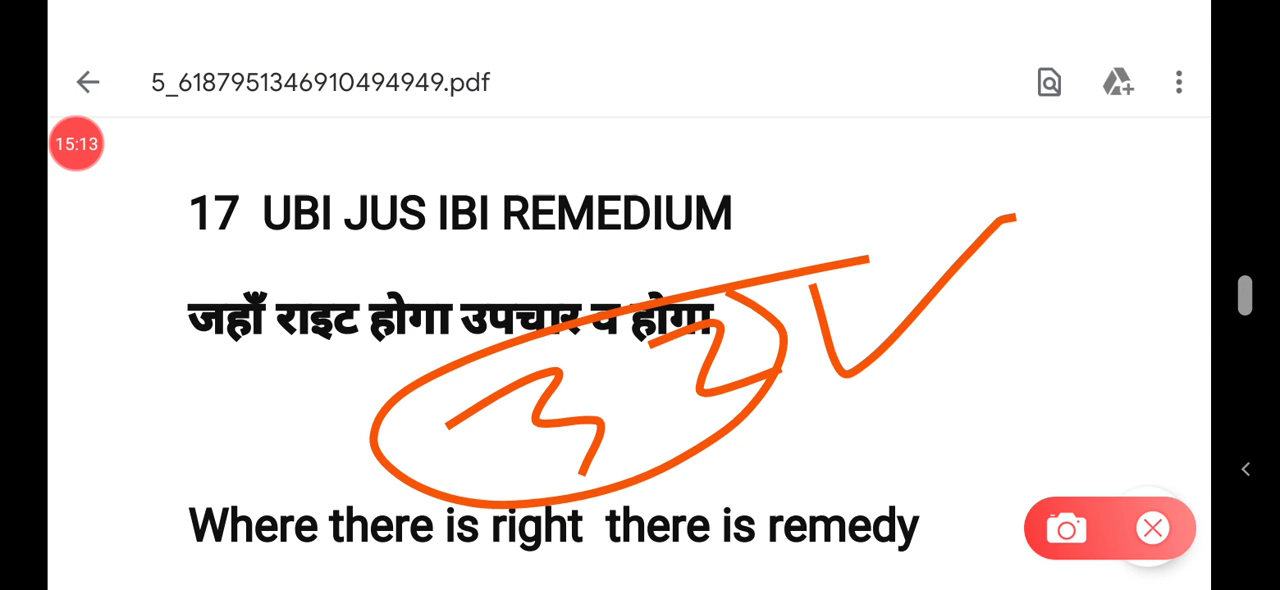 5_6187951346910494949.pdf
15:13
17 UBI JUS IBI REMEDIUM
जहाँ राइट होगा उपचार व होगा
32
Where there is right there is remedy